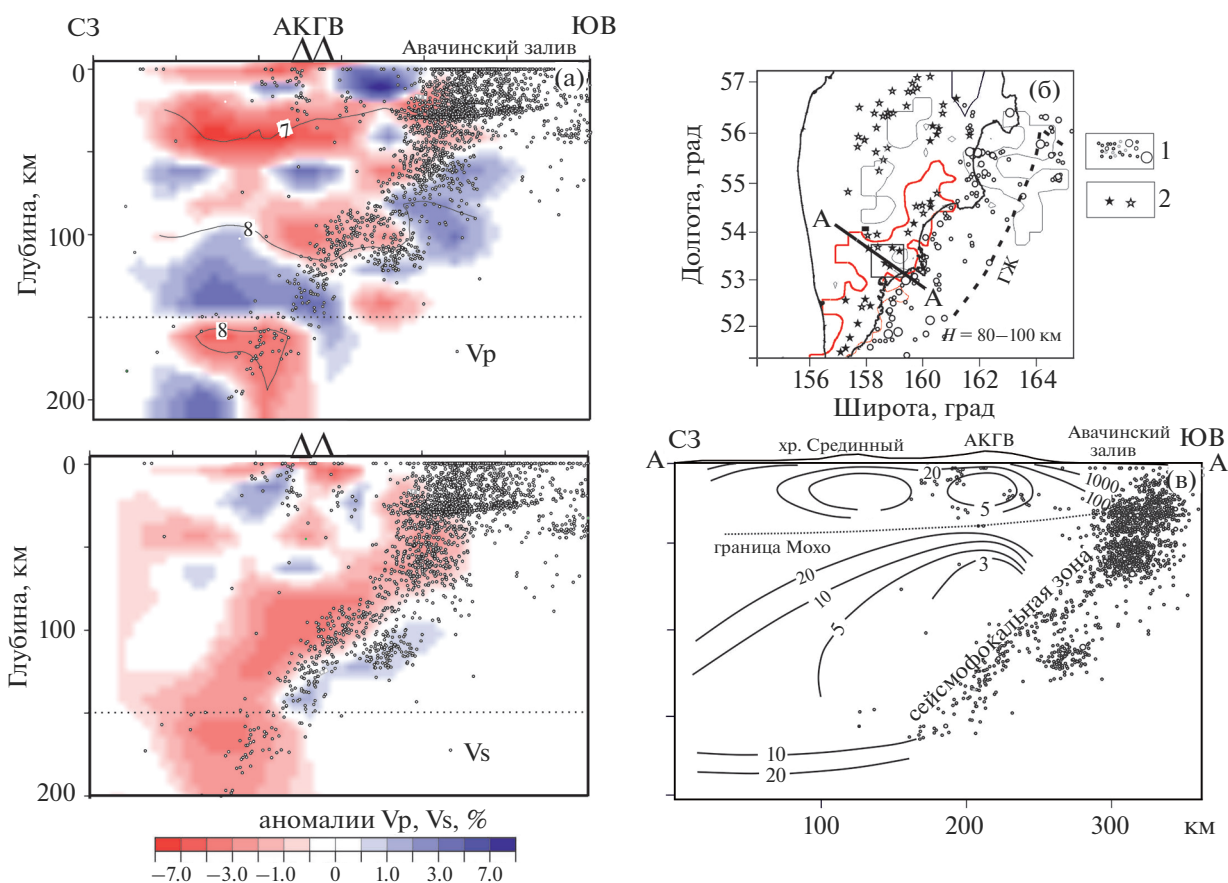 СЗ
АКГВ
ЮВ
Авачинский залив
(а)
0
50
100
150
200
Глубина, км
7
8
8
Vp
0
50
100
150
200
Глубина, км
Vs
аномалии Vp, Vs, %
−7.0 −3.0 −1.0 0 1.0 3.0 7.0
(б)
57
56
55
54
53
52
Долгота, град
А
А
ГЖ
H = 80–100 км
156 158 160 162 164
Широта, град
1
2
СЗ
хр. Срединный
АКГВ
Авачинский
залив
ЮВ
А
А
(в)
20
5
1000
100
граница Мохо
20
10
5
3
сейсмофокальная зона
10
20
100 200 300 км